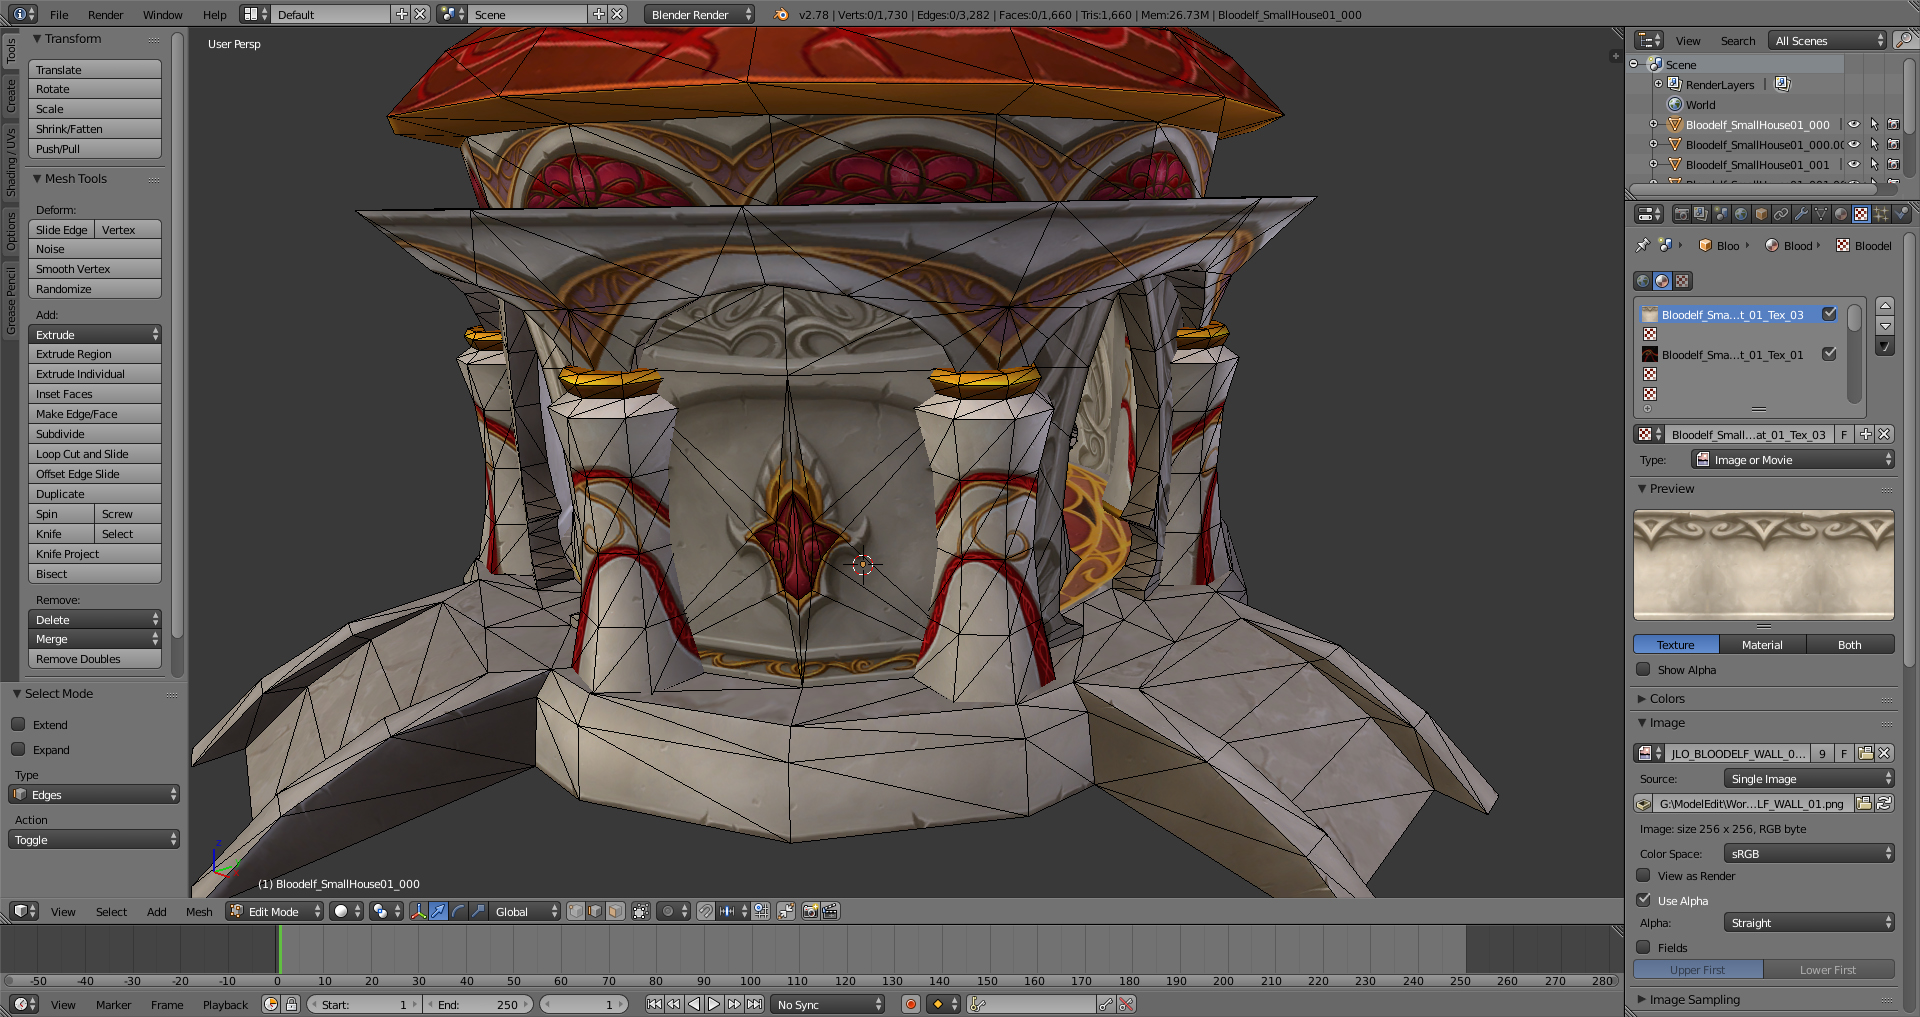 File Render Window Help Default Scene Blender Render v2.78 | Verts:0/1,730 | Edges:0/3,282 | Faces:0/1,660 | Tris:1,660 | Mem:26.73M | Bloodelf_SmallHouse01_000
Tools
Create
Shading / UVs
Options
Grease Pencil
Transform
Translate
Rotate
Scale
Shrink/Fatten
Push/Pull
Mesh Tools
Deform:
Slide Edge Vertex
Noise
Smooth Vertex
Randomize
Add:
Extrude
Extrude Region
Extrude Individual
Inset Faces
Make Edge/Face
Subdivide
Loop Cut and Slide
Offset Edge Slide
Duplicate
Spin Screw
Knife Select
Knife Project
Bisect
Remove:
Delete
Merge
Remove Doubles
Select Mode
Extend
Expand
Type
Edges
Action
Toggle
User Persp
z
(1) Bloodelf_SmallHouse01_000
View Select Add Mesh Edit Mode Global
-50 -40 -30 -20 -10 0 10 20 30 40 50 60 70 80 90 100 110 120 130 140 150 160 170 180 190 200 210 220 230 240 250 260 270 280
View Marker Frame Playback Start: 1 End: 250 1 No Sync
View Search All Scenes
Scene
RenderLayers |
World
Bloodelf_SmallHouse01_000 |
Bloodelf_SmallHouse01_000.00
Bloodelf_SmallHouse01_001 |
Bloo Blood Bloodel
Bloodelf_Sma...t_01_Tex_03
Bloodelf_Sma...t_01_Tex_01
Bloodelf_Small...at_01_Tex_03 F
Type: Image or Movie
Preview
Texture Material Both
Show Alpha
Colors
Image
JLO_BLOODELF_WALL_0... 9 F
Source: Single Image
G:\ModelEdit\Wor...LF_WALL_01.png
Image: size 256 x 256, RGB byte
Color Space: sRGB
View as Render
Use Alpha
Alpha: Straight
Fields
Upper First Lower First
Image Sampling